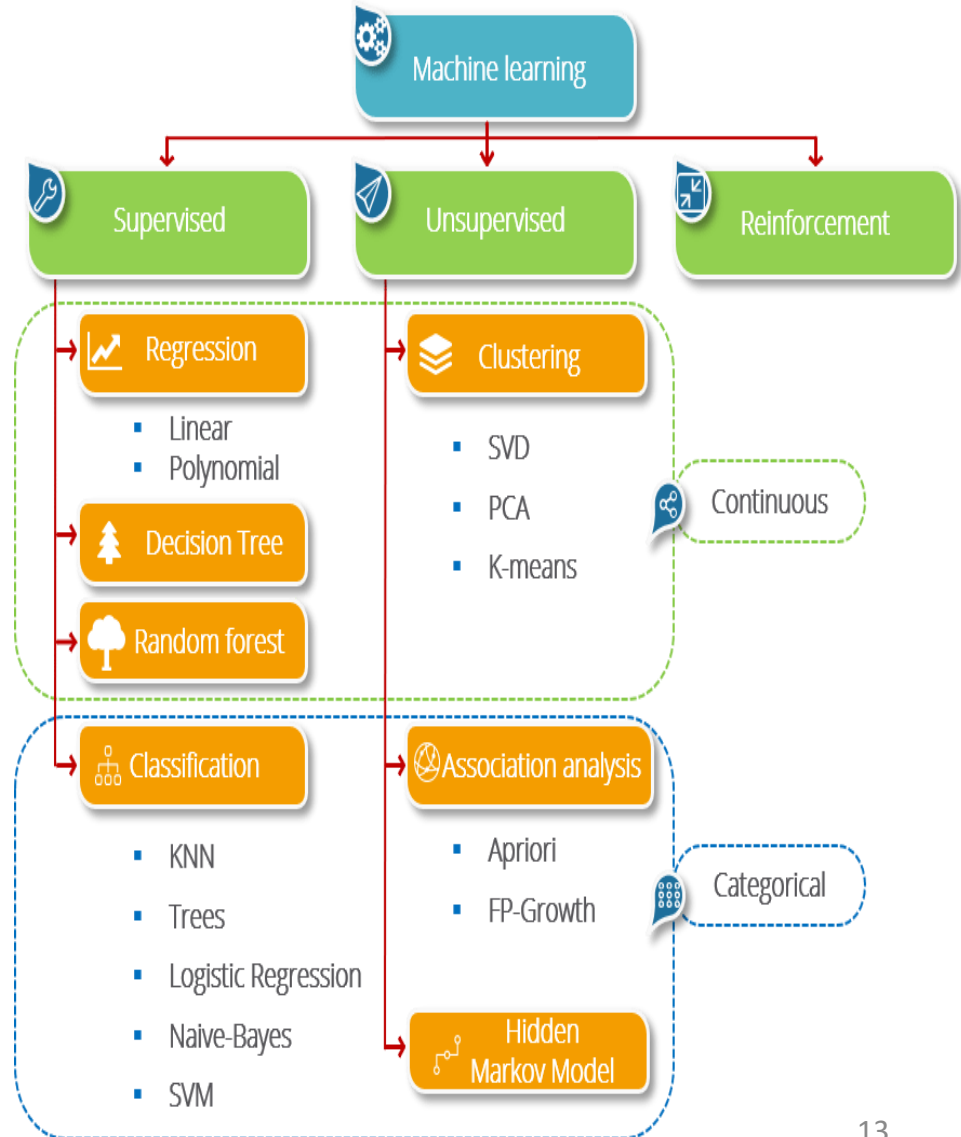 Machine learning
Supervised
Unsupervised
Reinforcement
Regression
Linear
Polynomial
Decision Tree
Random forest
Clustering
SVD
PCA
K-means
Continuous
Classification
KNN
Trees
Logistic Regression
Naive-Bayes
SVM
Association analysis
Apriori
FP-Growth
Hidden
Markov Model
Categorical
13